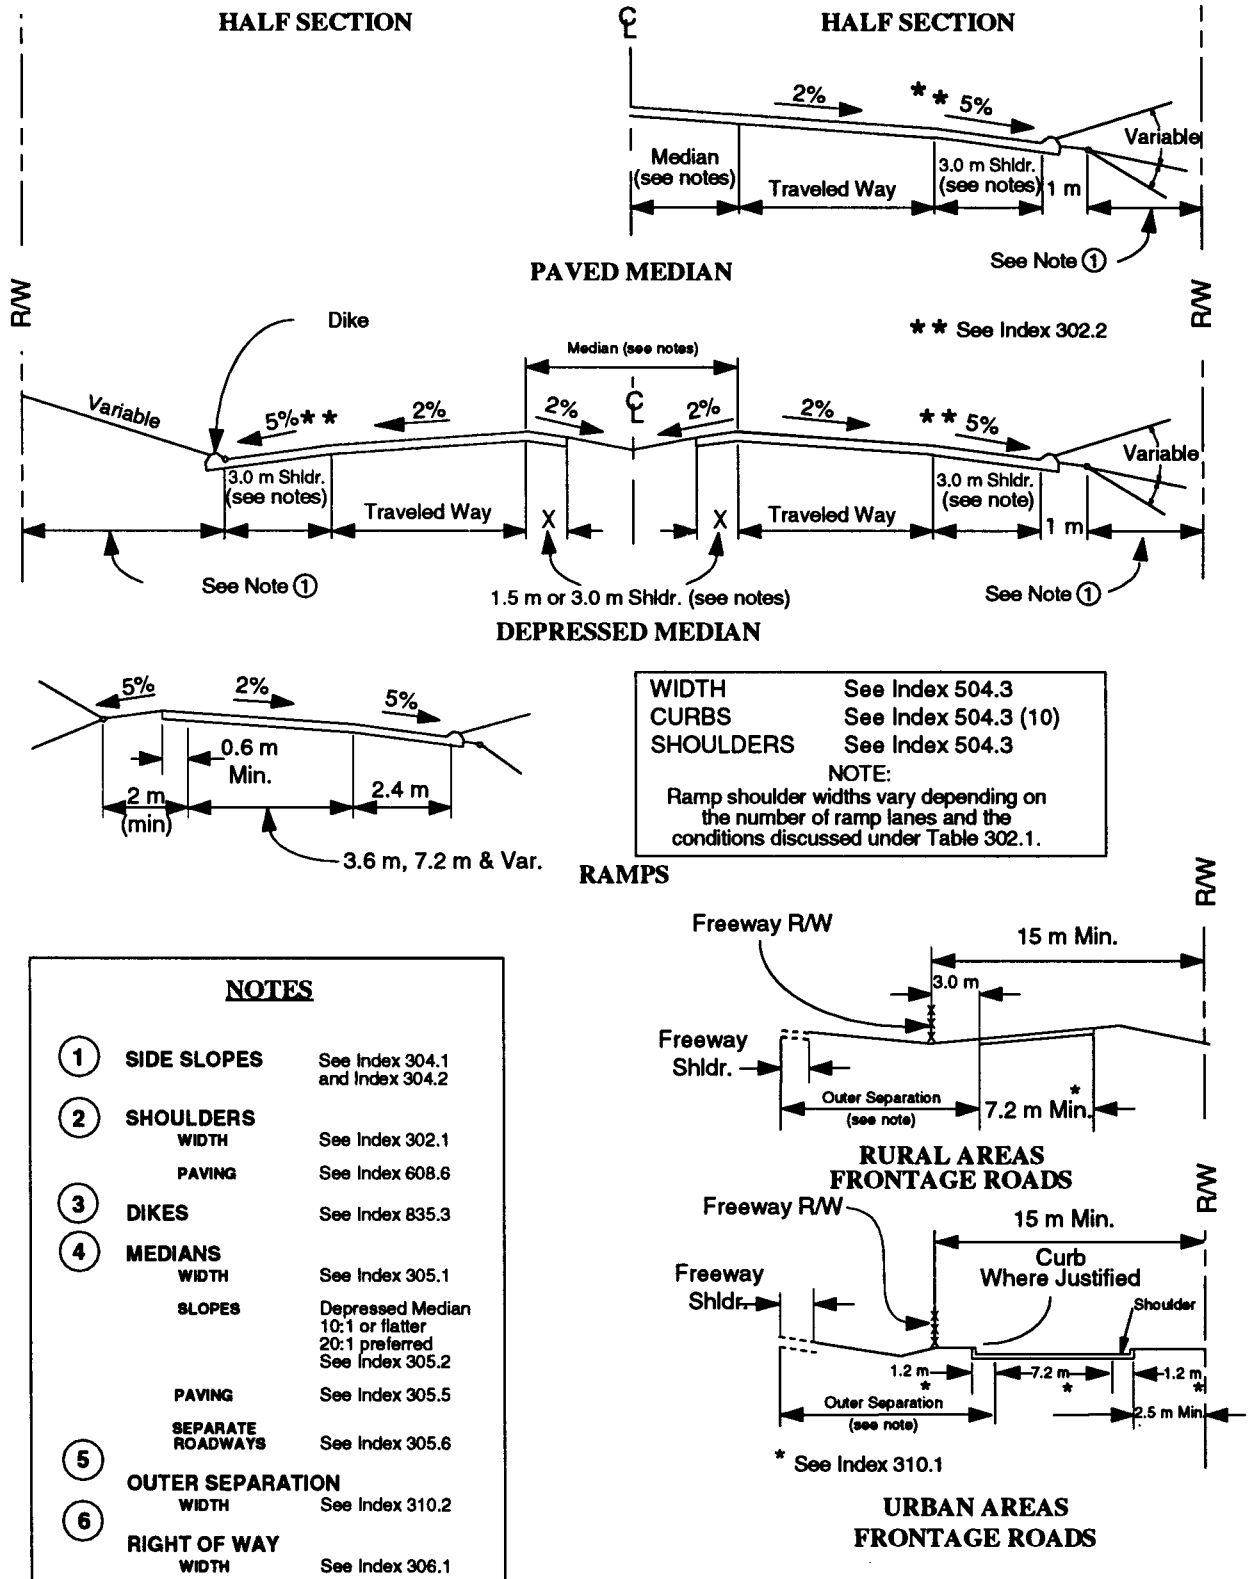 HALF SECTION
℄
HALF SECTION
2%
** 5%
Variable
Median
(see notes)
Traveled Way
3.0 m Shldr.
(see notes)
1 m
See Note ①
PAVED MEDIAN
R/W
R/W
Dike
** See Index 302.2
Median (see notes)
Variable
5%**
2%
2%
℄
2%
2%
**5%
Variable
3.0 m Shldr.
(see notes)
Traveled Way
X
X
Traveled Way
3.0 m Shldr.
(see note)
1 m
See Note ①
1.5 m or 3.0 m Shldr. (see notes)
See Note ①
DEPRESSED MEDIAN
5%
2%
5%
0.6 m
Min.
2 m
(min)
2.4 m
3.6 m, 7.2 m & Var.
WIDTH See Index 504.3
CURBS See Index 504.3 (10)
SHOULDERS See Index 504.3
NOTE:
Ramp shoulder widths vary depending on
the number of ramp lanes and the
conditions discussed under Table 302.1.
RAMPS
R/W
Freeway R/W
15 m Min.
3.0 m
Freeway
Shldr.
Outer Separation
(see note)
7.2 m Min.*
RURAL AREAS
FRONTAGE ROADS
R/W
Freeway R/W
15 m Min.
Freeway
Shldr.
Curb
Where Justified
Shoulder
1.2 m
*
7.2 m
*
1.2 m
*
Outer Separation
(see note)
2.5 m Min
* See Index 310.1
URBAN AREAS
FRONTAGE ROADS
NOTES
① SIDE SLOPES See Index 304.1
and Index 304.2
② SHOULDERS
WIDTH See Index 302.1
PAVING See Index 608.6
③ DIKES See Index 835.3
④ MEDIANS
WIDTH See Index 305.1
SLOPES Depressed Median
10:1 or flatter
20:1 preferred
See Index 305.2
PAVING See Index 305.5
SEPARATE
ROADWAYS See Index 305.6
⑤ OUTER SEPARATION
WIDTH See Index 310.2
⑥ RIGHT OF WAY
WIDTH See Index 306.1